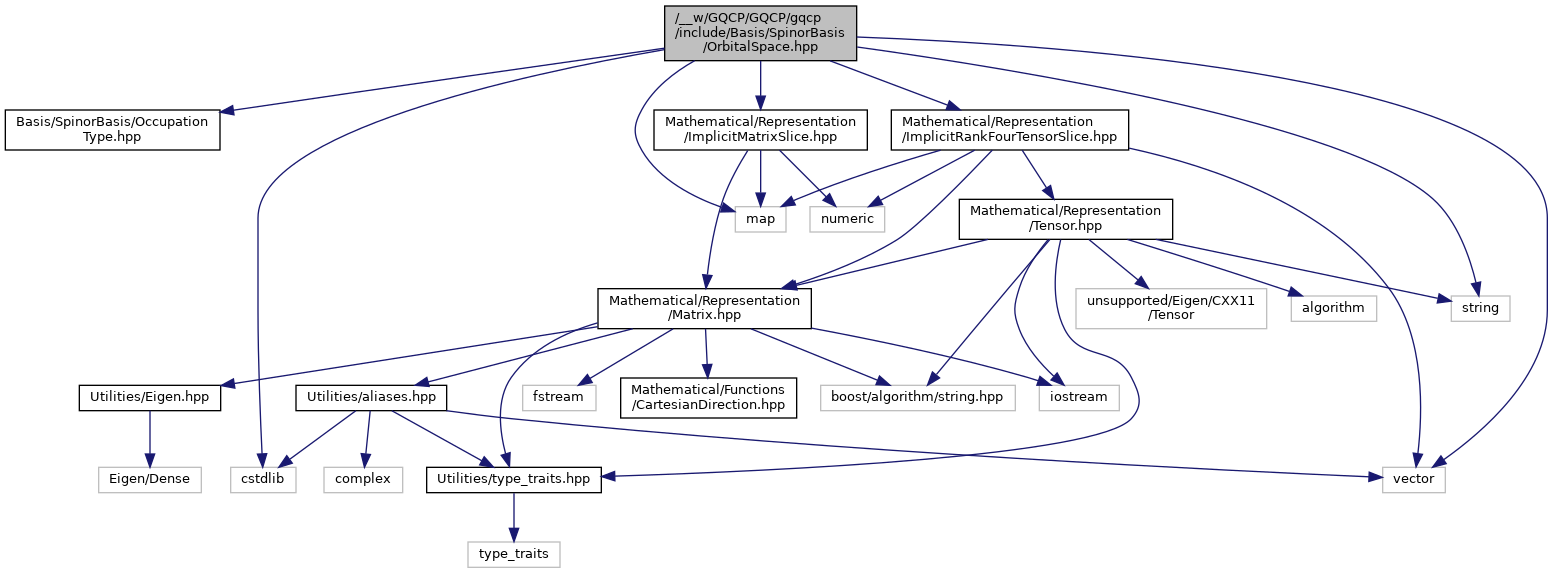 /__w/GQCP/GQCP/gqcp
/include/Basis/SpinorBasis
/OrbitalSpace.hpp
Basis/SpinorBasis/Occupation
Type.hpp
Mathematical/Representation
/ImplicitMatrixSlice.hpp
Mathematical/Representation
/ImplicitRankFourTensorSlice.hpp
map
numeric
Mathematical/Representation
/Tensor.hpp
Mathematical/Representation
/Matrix.hpp
unsupported/Eigen/CXX11
/Tensor
algorithm
string
Utilities/Eigen.hpp
Utilities/aliases.hpp
fstream
Mathematical/Functions
/CartesianDirection.hpp
boost/algorithm/string.hpp
iostream
Eigen/Dense
cstdlib
complex
Utilities/type_traits.hpp
vector
type_traits